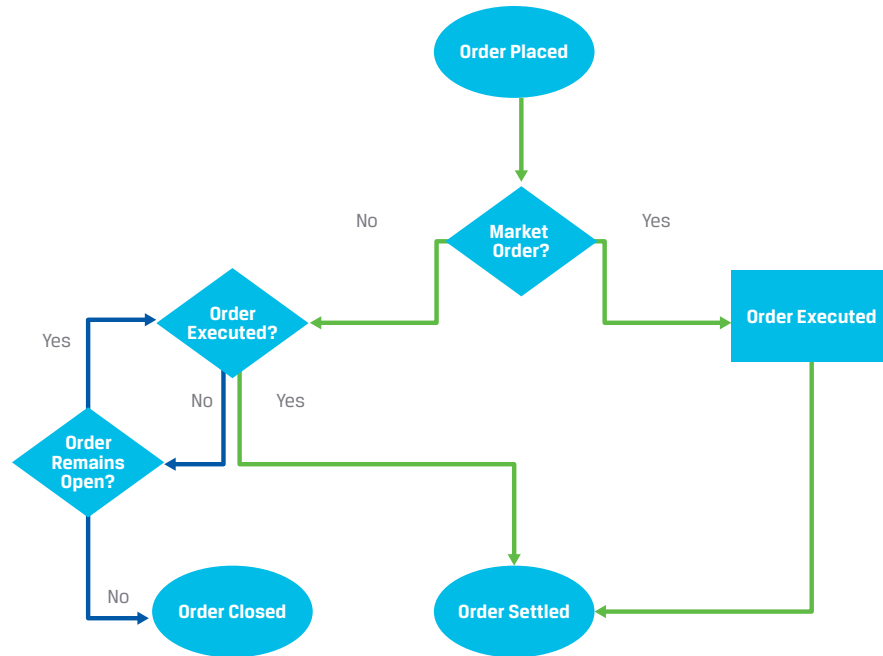 Order Placed
No
Yes
Market
Order?
Order
Executed?
Order Executed
Yes
No
Yes
Order
Remains
Open?
No
Order Closed
Order Settled